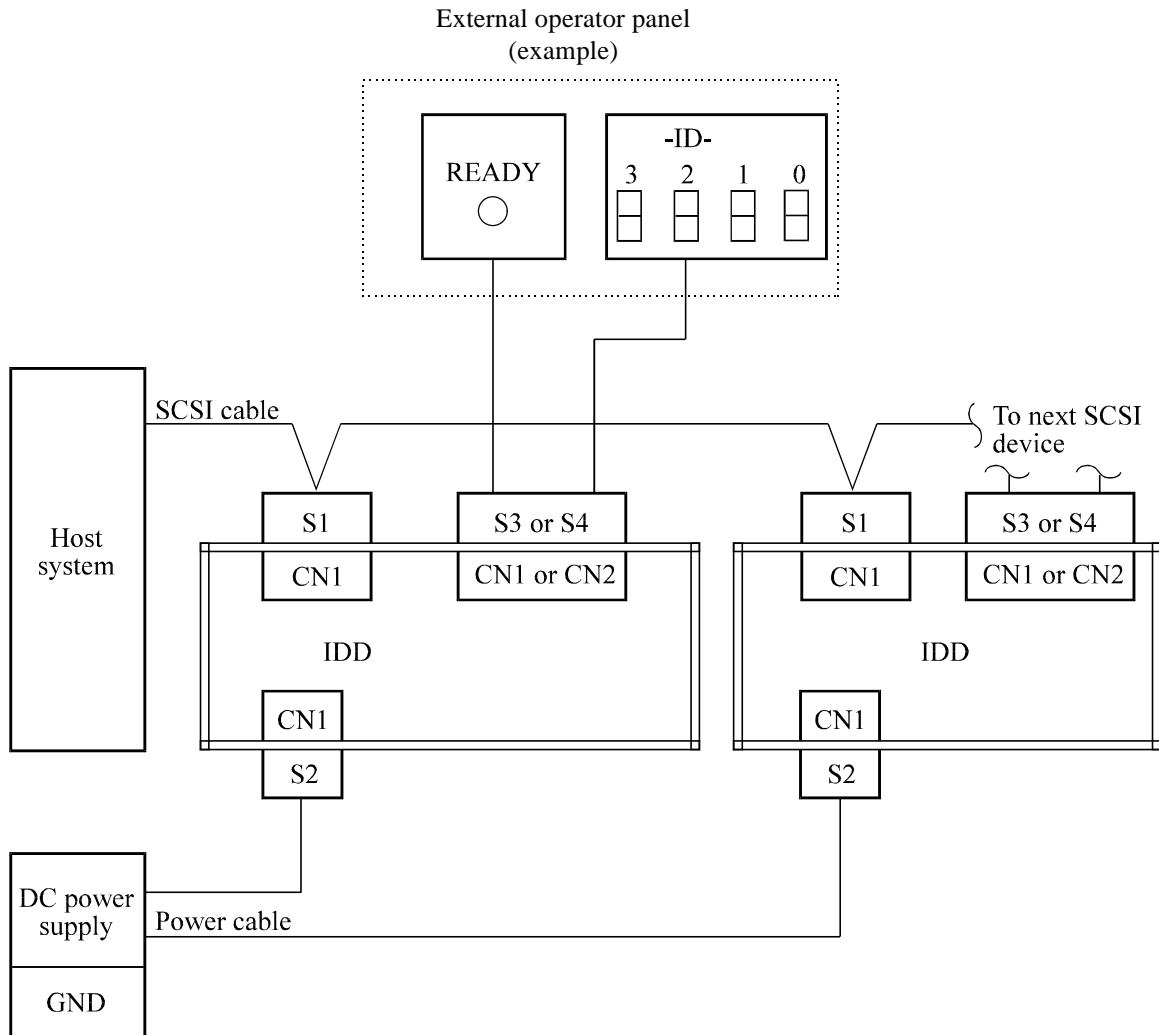 External operator panel
(example)
READY
-ID-
3 2 1 0
SCSI cable
To next SCSI
device
Host
system
S1
S3 or S4
S1
S3 or S4
CN1
CN1 or CN2
CN1
CN1 or CN2
IDD
IDD
CN1
CN1
S2
S2
DC power
supply
Power cable
GND